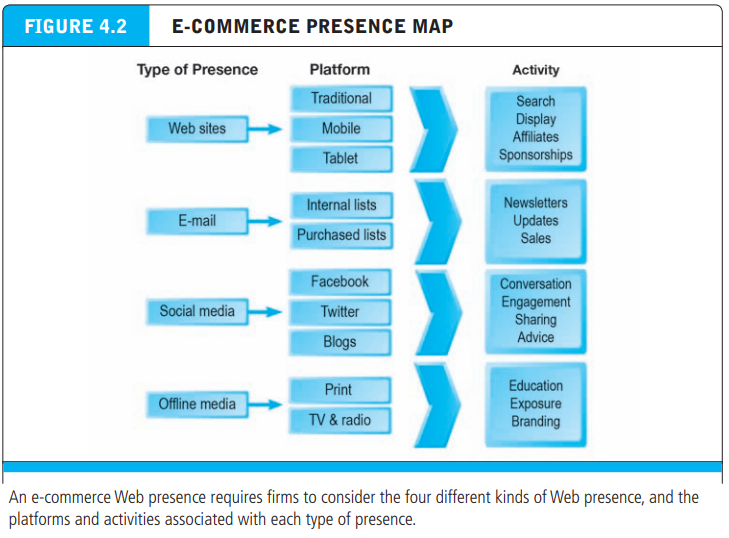 FIGURE 4.2
E-COMMERCE PRESENCE MAP
Type of Presence
Platform
Activity
Web sites
Traditional
Mobile
Tablet
Search
Display
Affiliates
Sponsorships
E-mail
Internal lists
Purchased lists
Newsletters
Updates
Sales
Social media
Facebook
Twitter
Blogs
Conversation
Engagement
Sharing
Advice
Offline media
Print
TV & radio
Education
Exposure
Branding
An e-commerce Web presence requires firms to consider the four different kinds of Web presence, and the
platforms and activities associated with each type of presence.